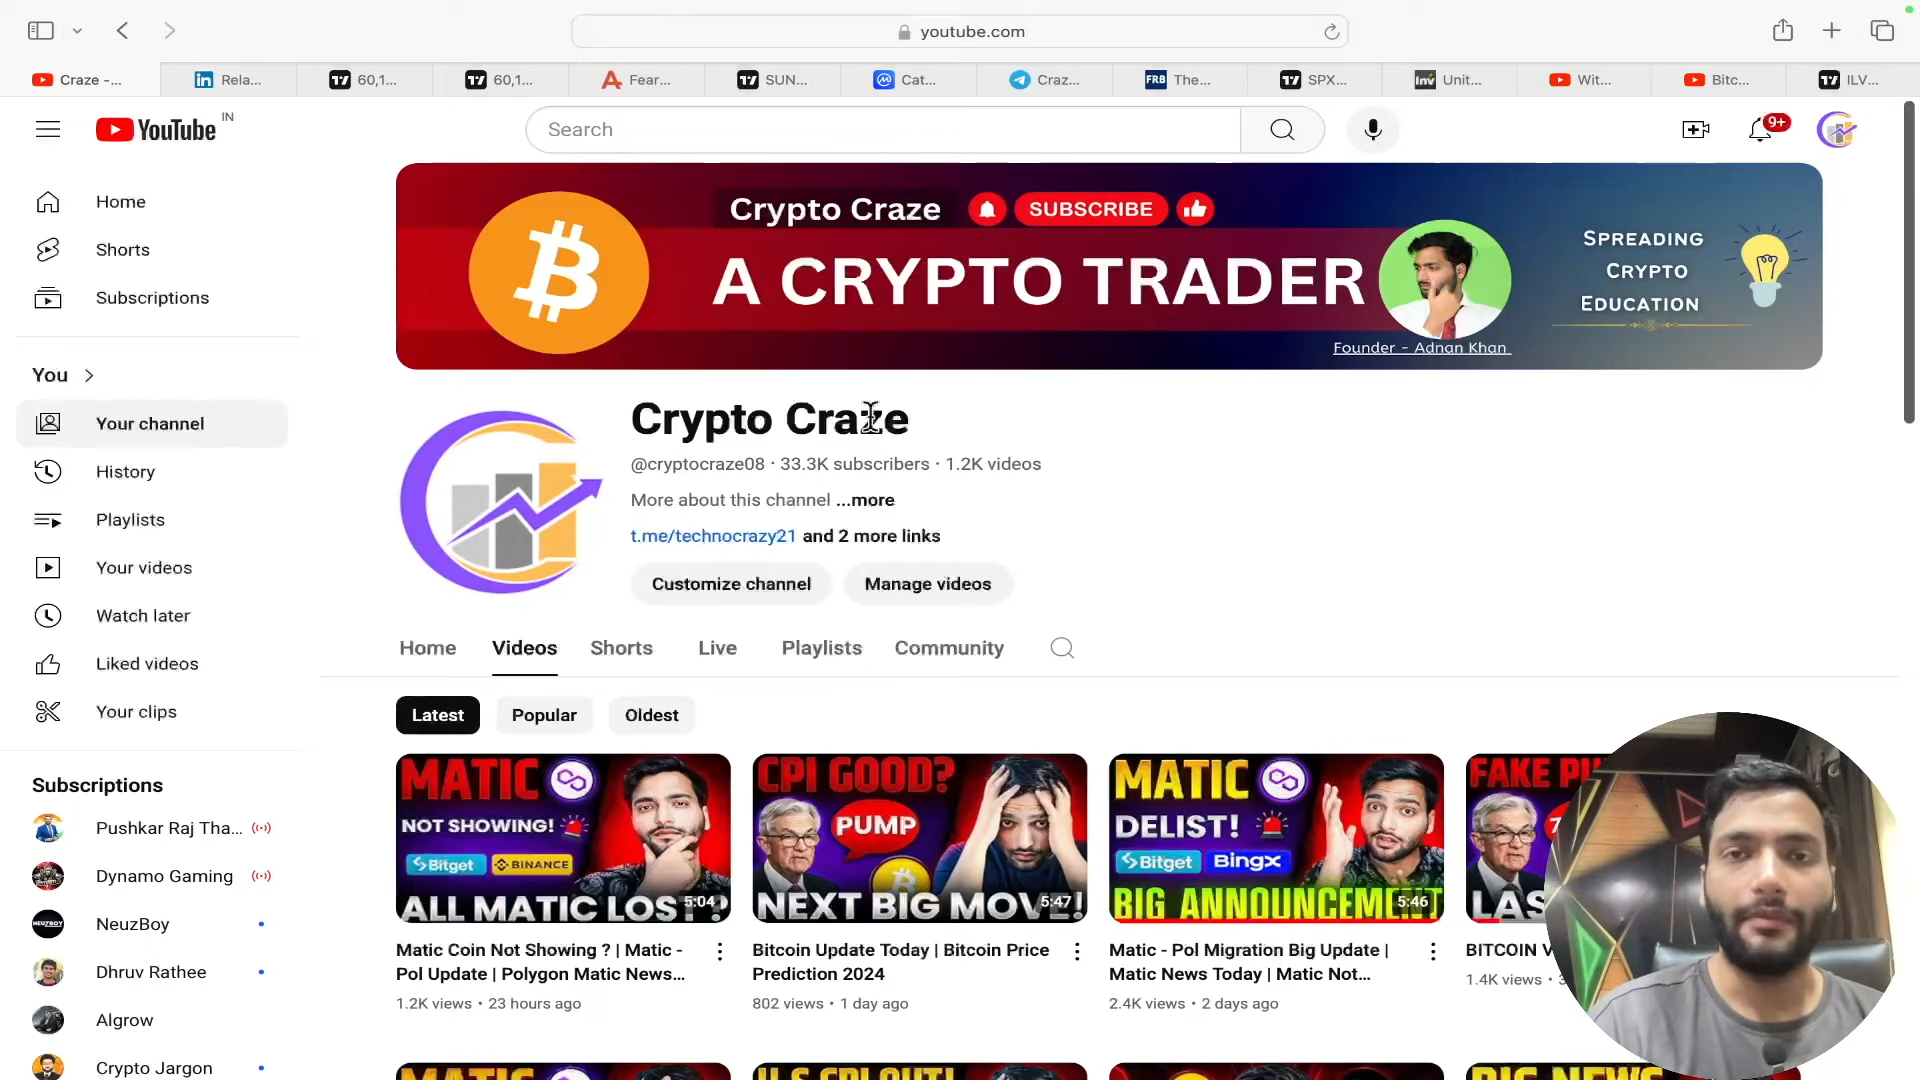 youtube.com
Craze -...
Rela...
60,1...
60,1...
Fear...
SUN...
Cat...
Craz...
FRB
The...
SPX...
Inv
Unit...
Wit...
Bitc...
ILV...
YouTube IN
Search
9+
Home
Shorts
Subscriptions
You
Your channel
History
Playlists
Your videos
Watch later
Liked videos
Your clips
Subscriptions
Pushkar Raj Tha...
Dynamo Gaming
NeuzBoy
Dhruv Rathee
Algrow
Crypto Jargon
Crypto Craze SUBSCRIBE
A CRYPTO TRADER
Founder - Adnan Khan
SPREADING
CRYPTO
EDUCATION
Crypto Craze
@cryptocraze08 · 33.3K subscribers · 1.2K videos
More about this channel ...more
t.me/technocrazy21 and 2 more links
Customize channel
Manage videos
Home Videos Shorts Live Playlists Community
Latest Popular Oldest
MATIC
NOT SHOWING!
Bitget BINANCE
ALL MATIC LOST?
5:04
Matic Coin Not Showing ? | Matic -
Pol Update | Polygon Matic News...
1.2K views • 23 hours ago
CPI GOOD?
PUMP
NEXT BIG MOVE!
5:47
Bitcoin Update Today | Bitcoin Price
Prediction 2024
802 views • 1 day ago
MATIC
DELIST!
Bitget BingX
BIG ANNOUNCEMENT
5:46
Matic - Pol Migration Big Update |
Matic News Today | Matic Not...
2.4K views • 2 days ago
FAKE
LAS
BITCOIN
1.4K views •
MATIC
BIG NEWS